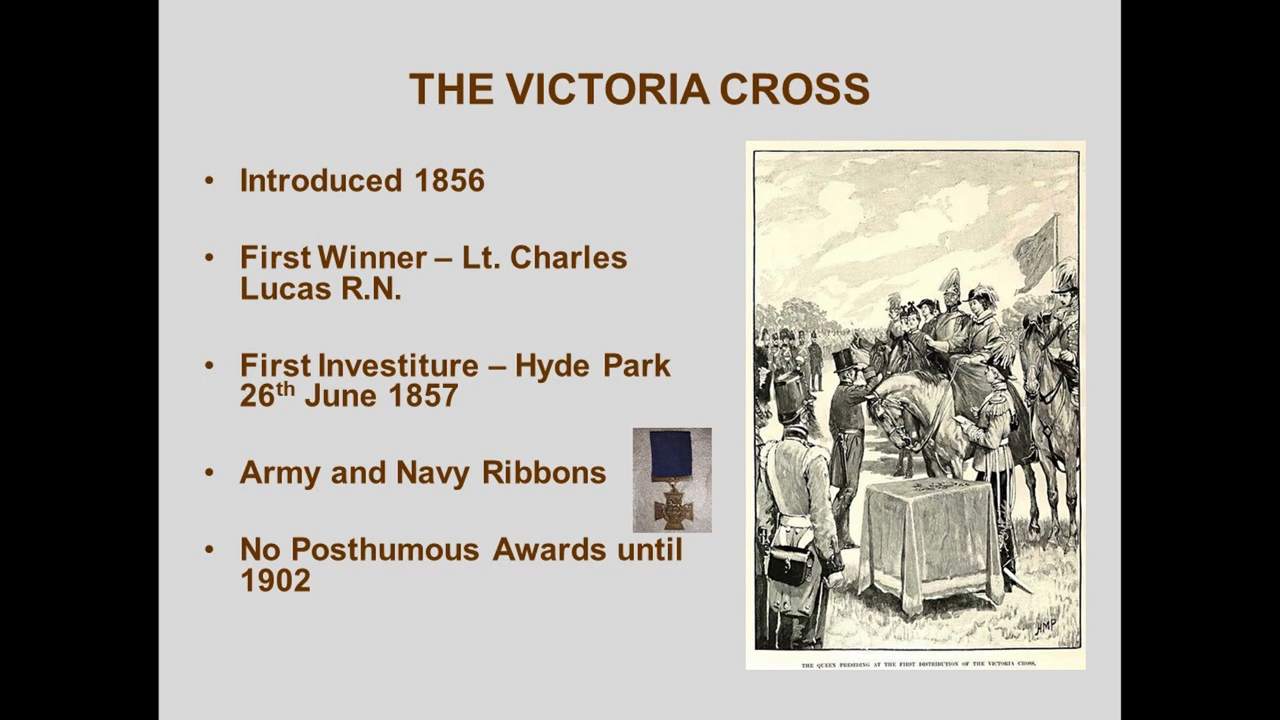 THE VICTORIA CROSS
• Introduced 1856
• First Winner – Lt. Charles
Lucas R.N.
• First Investiture – Hyde Park
26th June 1857
• Army and Navy Ribbons
• No Posthumous Awards until
1902
HMP
THE QUEEN PRESIDING AT THE FIRST DISTRIBUTION OF THE VICTORIA CROSS.